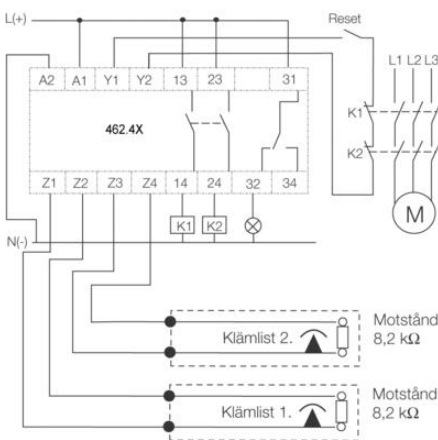 L(+) Reset
L1 L2 L3
A2 A1 Y1 Y2 13 23 31
462.4X
K1
K2
Z1 Z2 Z3 Z4 14 24 32 34
K1 K2
M
N(-)
Klämlist 2.
Motstånd
8,2 kΩ
Klämlist 1.
Motstånd
8,2 kΩ